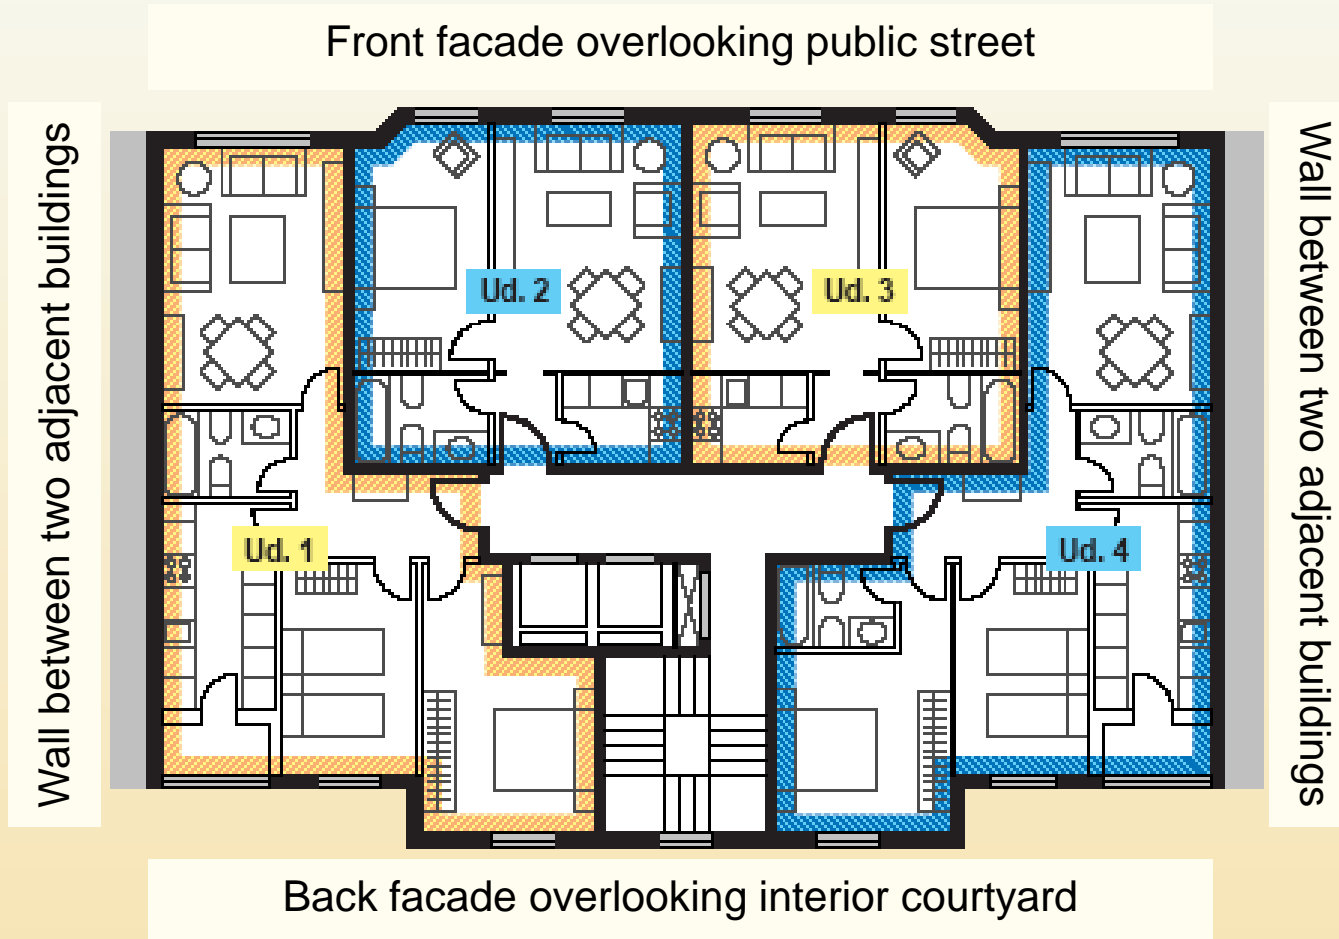 Front facade overlooking public street
Wall between two adjacent buildings
Wall between two adjacent buildings
Ud. 2
Ud. 3
Ud. 1
Ud. 4
Back facade overlooking interior courtyard